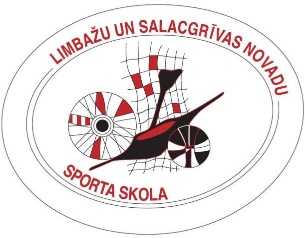 LIMBAŽU UN SALACGRĪVAS NOVADU
SPORTA SKOLA